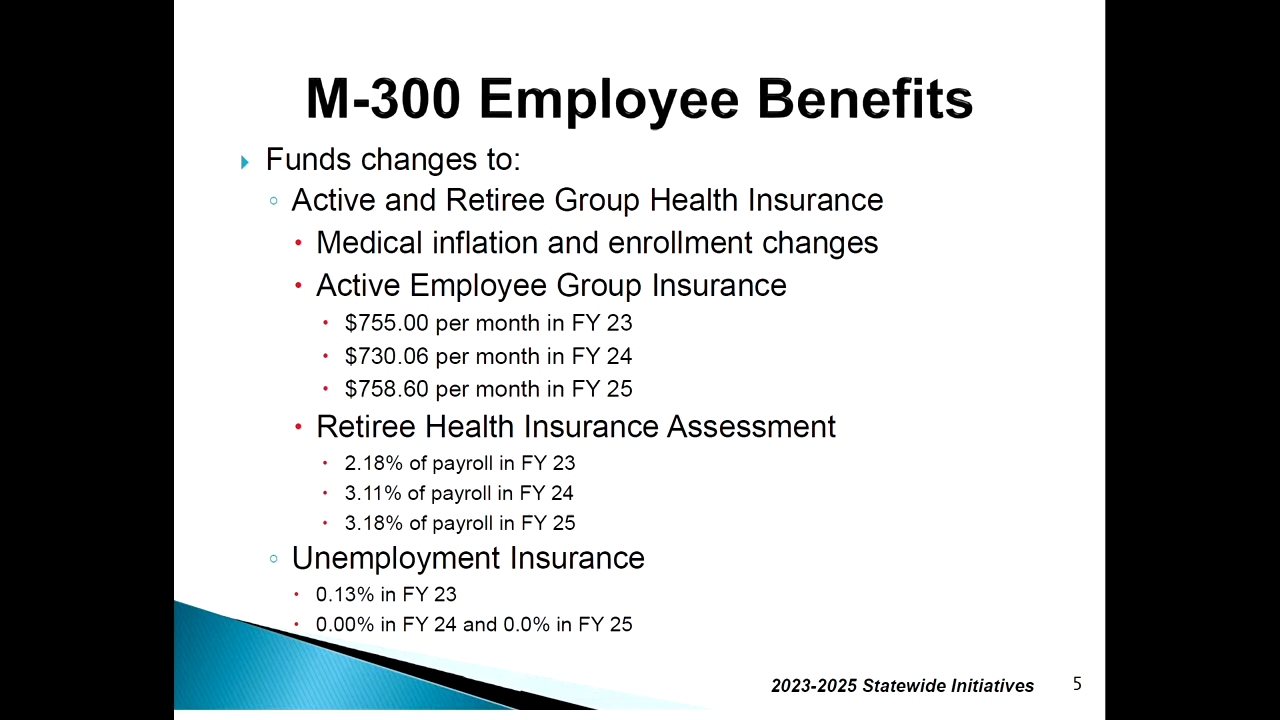 M-300 Employee Benefits
Funds changes to:
Active and Retiree Group Health Insurance
Medical inflation and enrollment changes
Active Employee Group Insurance
$755.00 per month in FY 23
$730.06 per month in FY 24
$758.60 per month in FY 25
Retiree Health Insurance Assessment
2.18% of payroll in FY 23
3.11% of payroll in FY 24
3.18% of payroll in FY 25
Unemployment Insurance
0.13% in FY 23
0.00% in FY 24 and 0.0% in FY 25
2023-2025 Statewide Initiatives 5